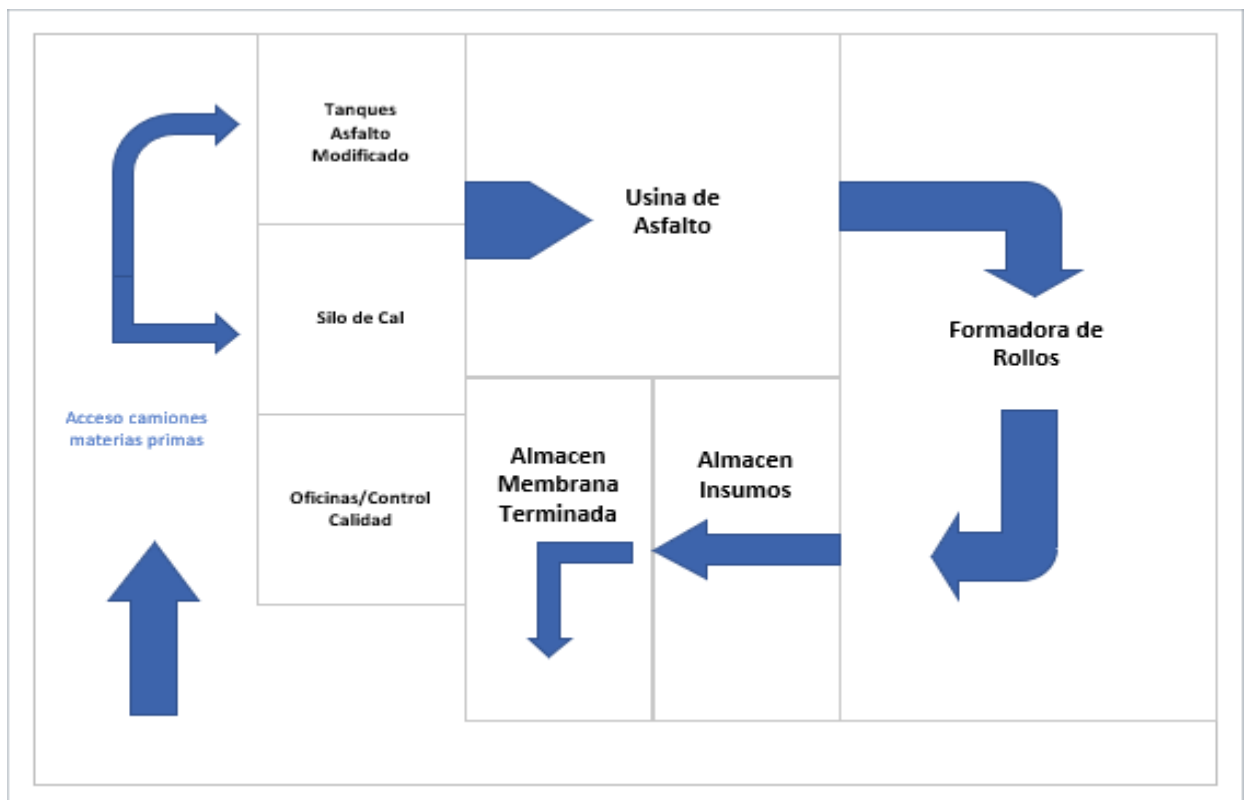 Tanques
Asfalto
Modificado
Usina de
Asfalto
Silo de Cal
Formadora de
Rollos
Acceso camiones
materias primas
Almacen
Membrana
Terminada
Almacen
Insumos
Oficinas/Control
Calidad